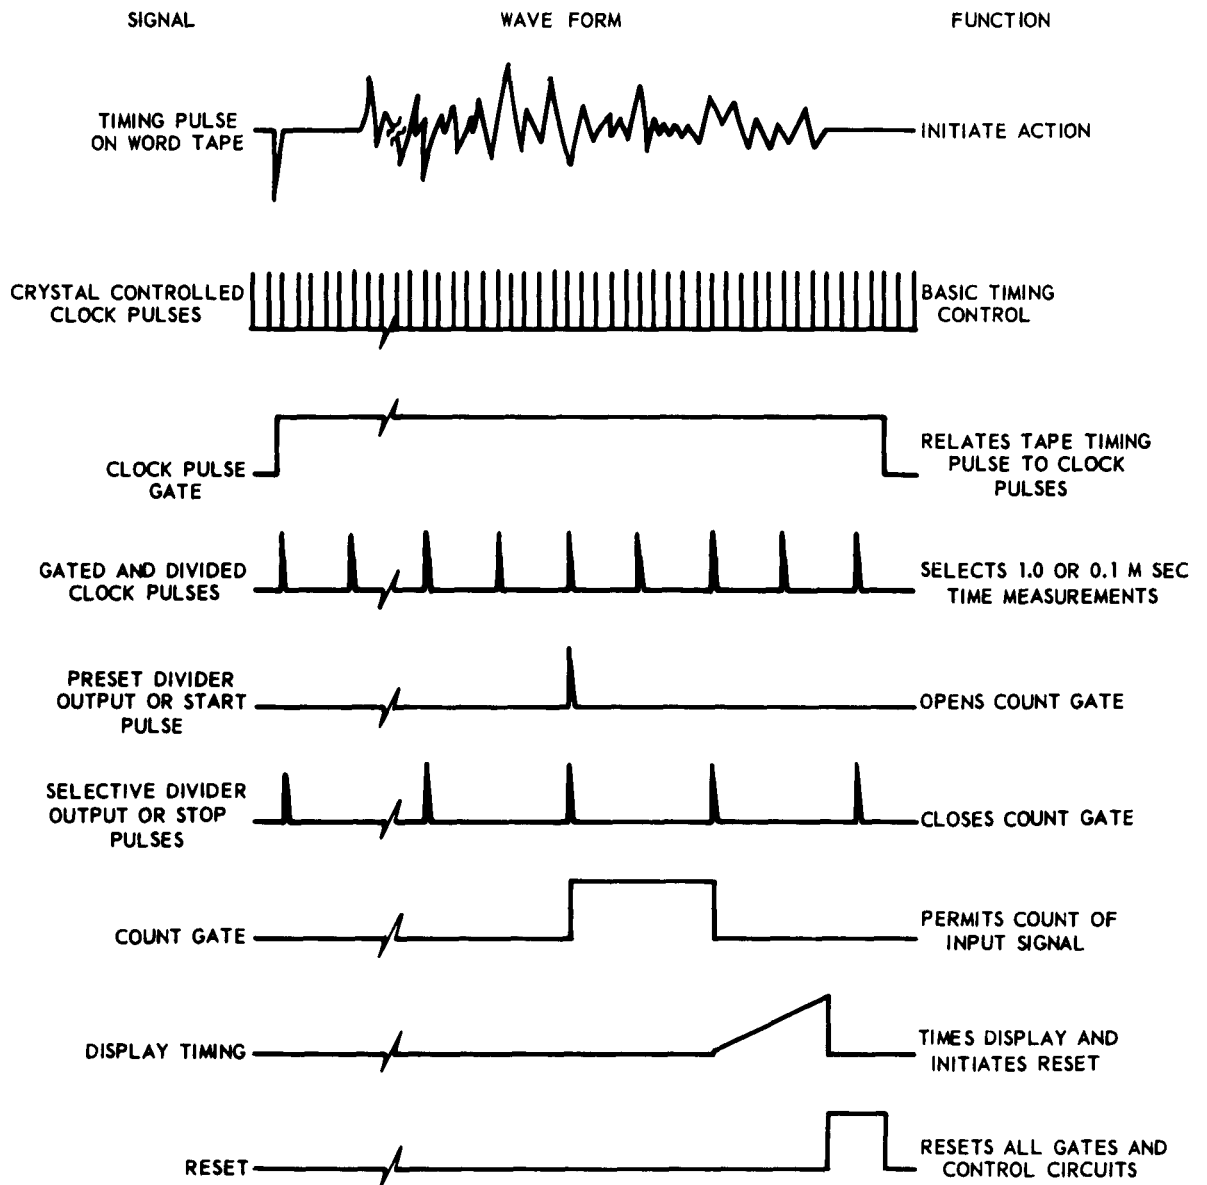 SIGNAL
WAVE FORM
FUNCTION
TIMING PULSE
ON WORD TAPE
INITIATE ACTION
CRYSTAL CONTROLLED
CLOCK PULSES
BASIC TIMING
CONTROL
CLOCK PULSE
GATE
RELATES TAPE TIMING
PULSE TO CLOCK
PULSES
GATED AND DIVIDED
CLOCK PULSES
SELECTS 1.0 OR 0.1 M SEC
TIME MEASUREMENTS
PRESET DIVIDER
OUTPUT OR START
PULSE
OPENS COUNT GATE
SELECTIVE DIVIDER
OUTPUT OR STOP
PULSES
CLOSES COUNT GATE
COUNT GATE
PERMITS COUNT OF
INPUT SIGNAL
DISPLAY TIMING
TIMES DISPLAY AND
INITIATES RESET
RESET
RESETS ALL GATES AND
CONTROL CIRCUITS